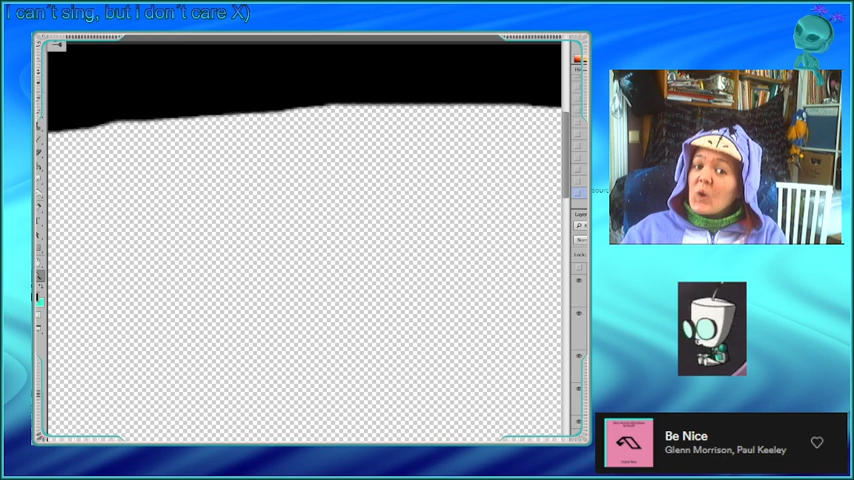 I can't sing, but i don't care X)
Be Nice
Glenn Morrison, Paul Keeley